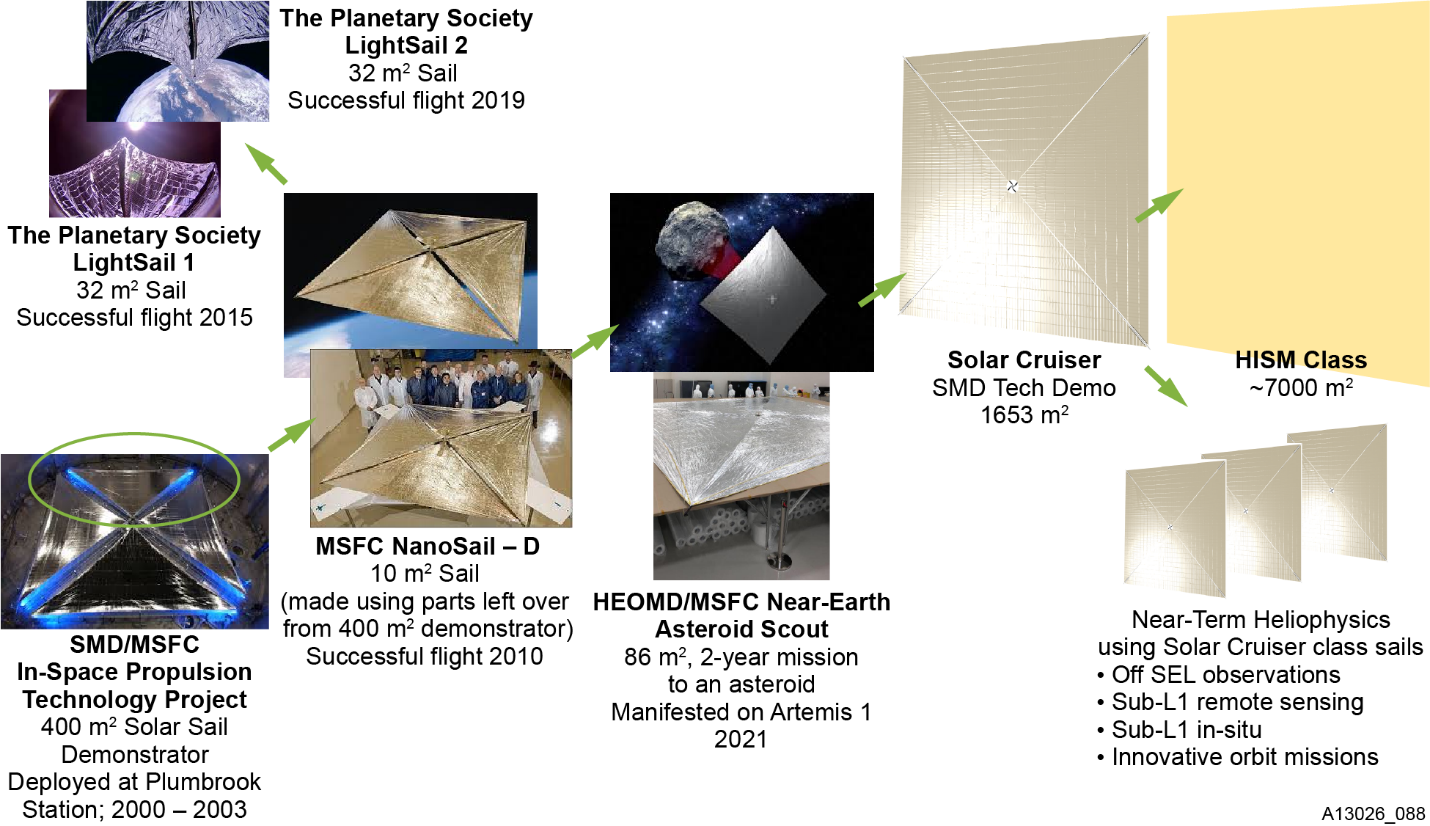 The Planetary Society
LightSail 2
32 m² Sail
Successful flight 2019
The Planetary Society
LightSail 1
32 m² Sail
Successful flight 2015
SMD/MSFC
In-Space Propulsion
Technology Project
400 m² Solar Sail
Demonstrator
Deployed at Plumbrook
Station; 2000 – 2003
MSFC NanoSail – D
10 m² Sail
(made using parts left over
from 400 m² demonstrator)
Successful flight 2010
HEOMD/MSFC Near-Earth
Asteroid Scout
86 m², 2-year mission
to an asteroid
Manifested on Artemis 1
2021
Solar Cruiser
SMD Tech Demo
1653 m²
HISM Class
~7000 m²
Near-Term Heliophysics
using Solar Cruiser class sails
• Off SEL observations
• Sub-L1 remote sensing
• Sub-L1 in-situ
• Innovative orbit missions
A13026_088